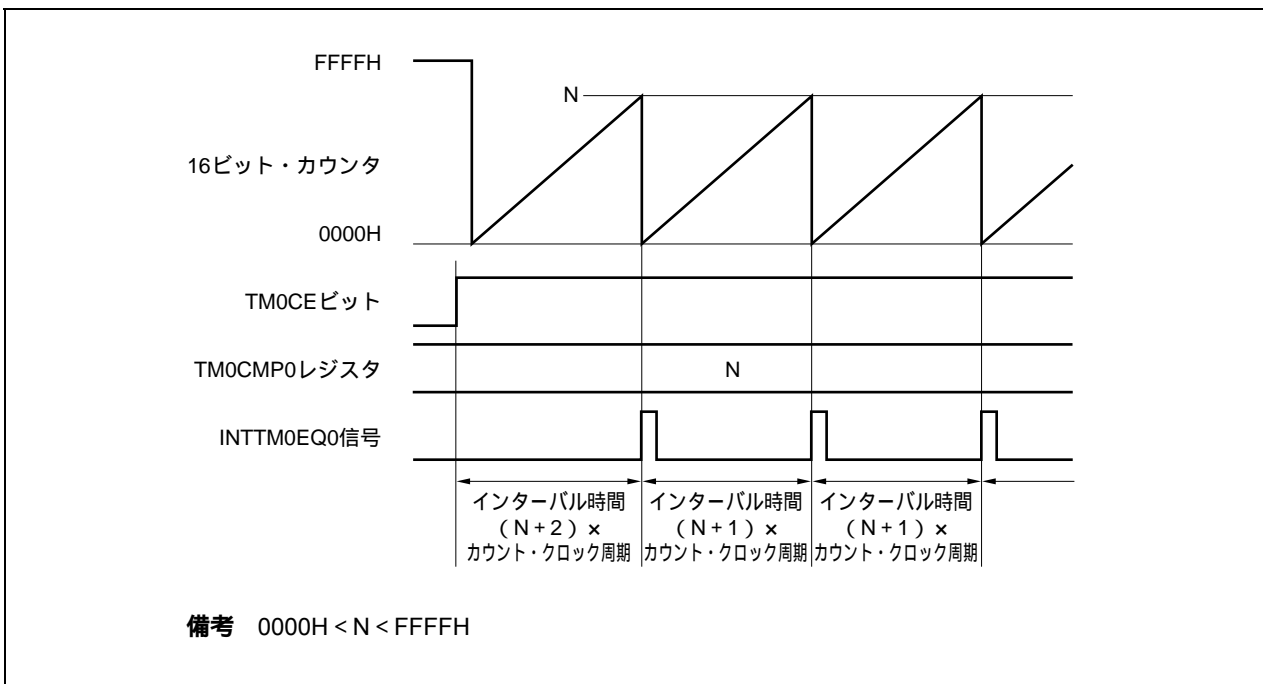 FFFFH
N
16ビット・カウンタ
0000H
TM0CEビット
TM0CMP0レジスタ
N
INTTM0EQ0信号
インターバル時間
（N+2）×
カウント・クロック周期
インターバル時間
（N+1）×
カウント・クロック周期
インターバル時間
（N+1）×
カウント・クロック周期
備考 0000H < N < FFFFH